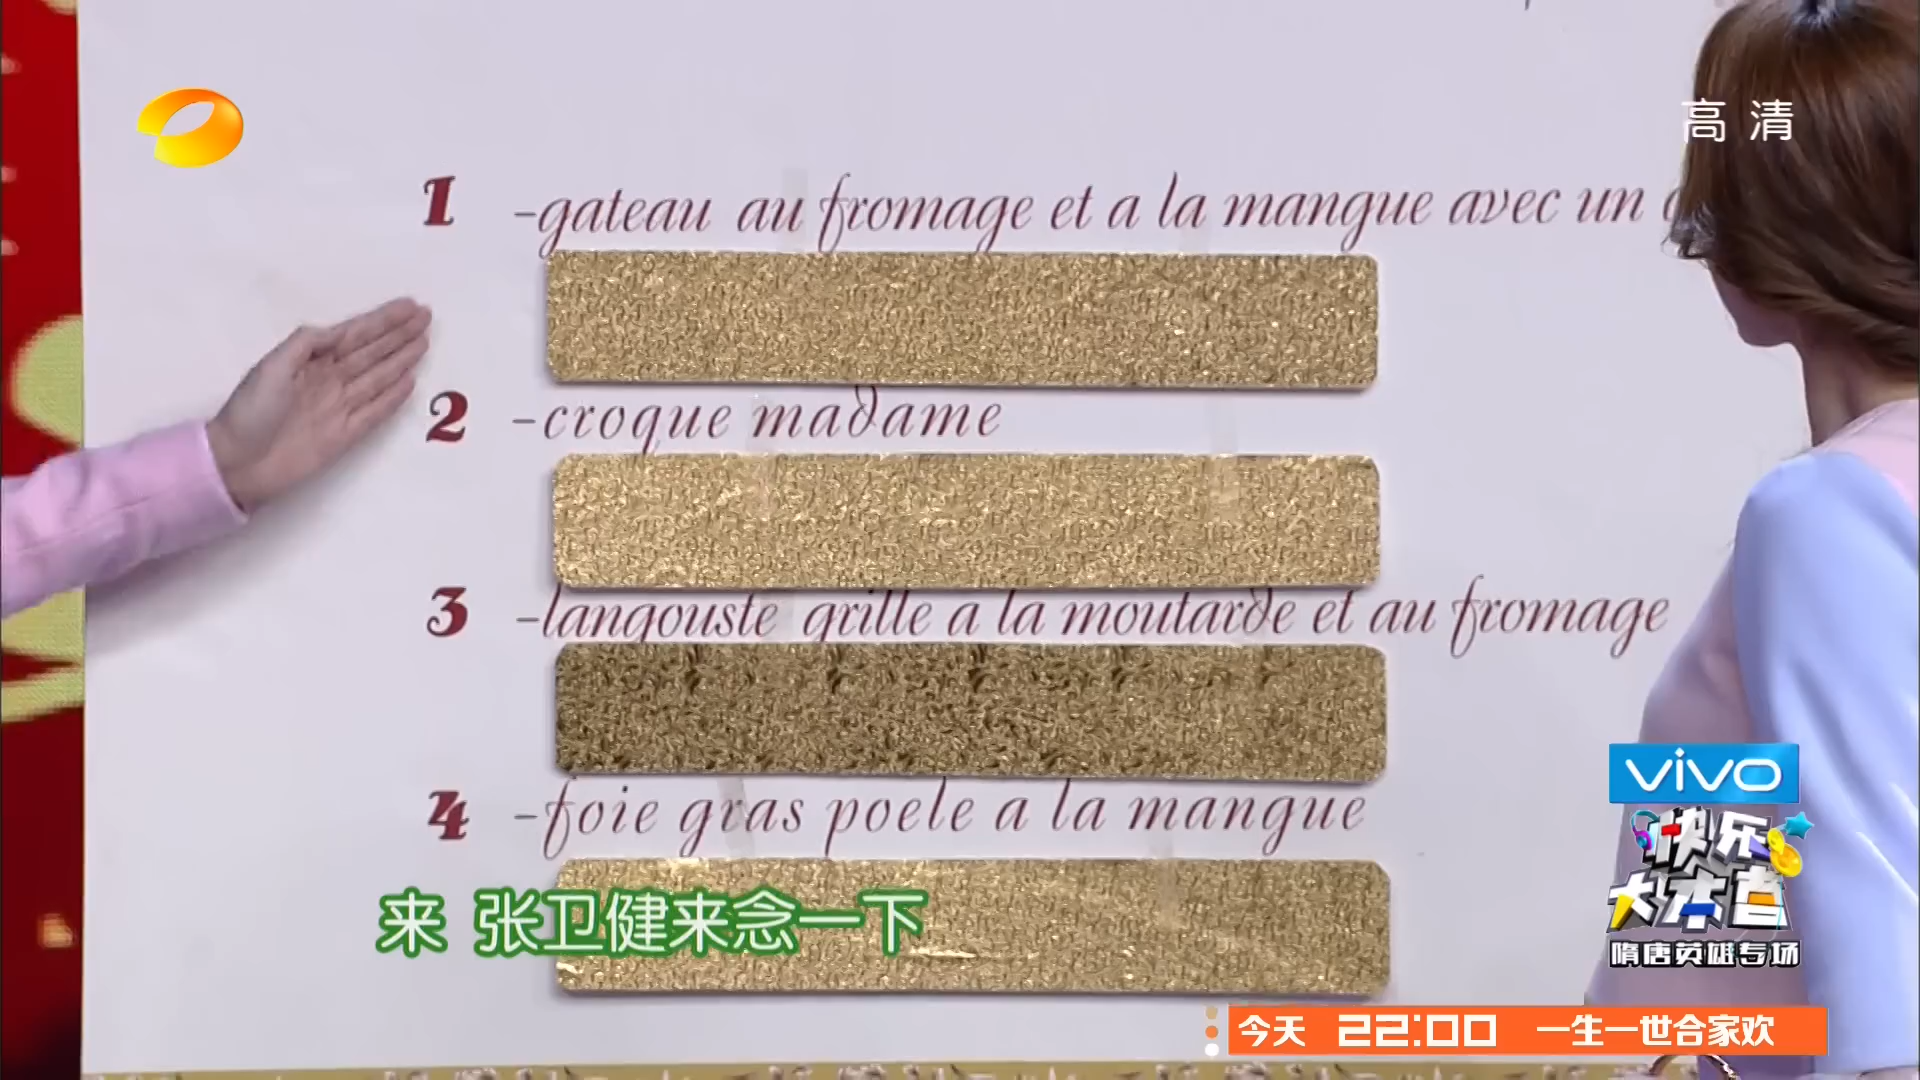 高清
1 -gateau au fromage et a la mangue avec un
2 -croque madame
3 -langouste grille a la moutarde et au fromage
4 -foie gras poele a la mangue
来 张卫健来念一下
vivo
快乐
大本营
隋唐英雄专场
今天 22:00 一生一世合家欢